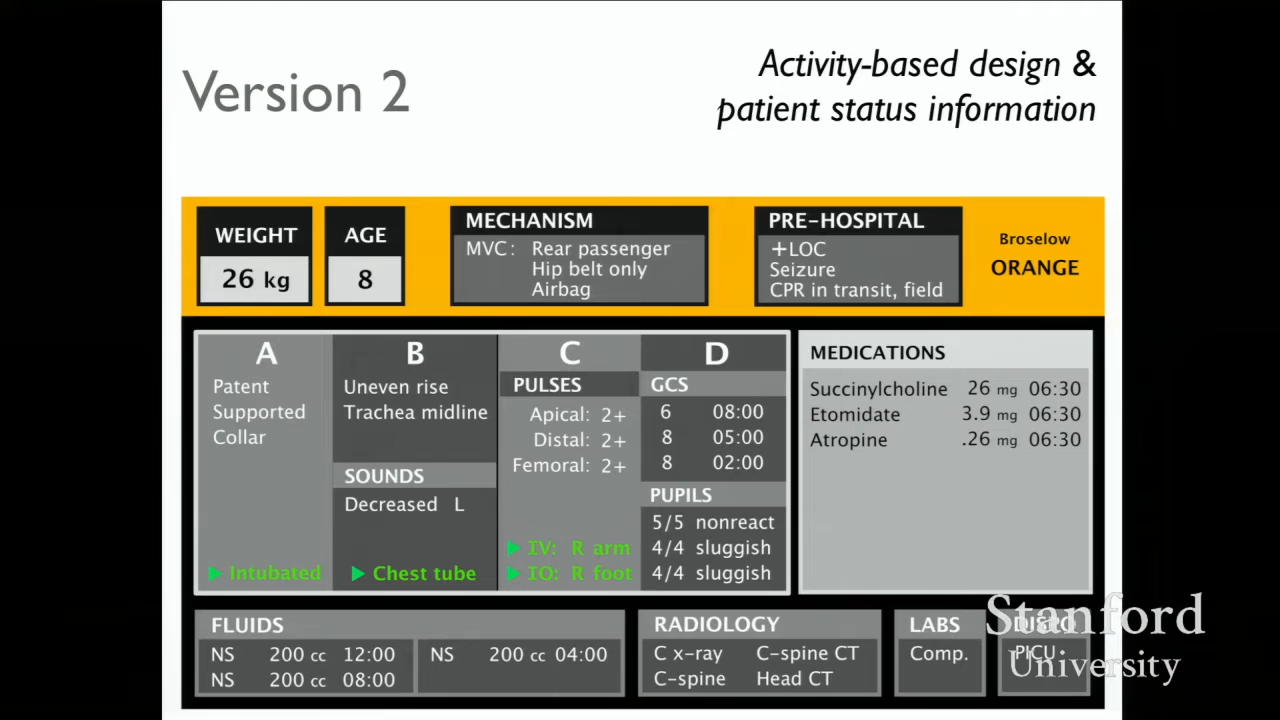 Version 2
Activity-based design &
patient status information
WEIGHT
26 kg
AGE
8
MECHANISM
MVC: Rear passenger
Hip belt only
Airbag
PRE-HOSPITAL
+LOC
Seizure
CPR in transit, field
Broselow
ORANGE
A
Patent
Supported
Collar
▶ Intubated
B
Uneven rise
Trachea midline
SOUNDS
Decreased L
▶ Chest tube
C
PULSES
Apical: 2+
Distal: 2+
Femoral: 2+
▶ IV: R arm
▶ IO: R foot
D
GCS
6 08:00
8 05:00
8 02:00
PUPILS
5/5 nonreact
4/4 sluggish
4/4 sluggish
MEDICATIONS
Succinylcholine 26 mg 06:30
Etomidate 3.9 mg 06:30
Atropine .26 mg 06:30
FLUIDS
NS 200 cc 12:00
NS 200 cc 08:00
NS 200 cc 04:00
RADIOLOGY
C x-ray C-spine CT
C-spine Head CT
LABS
Comp.
PICU
Stanford
University